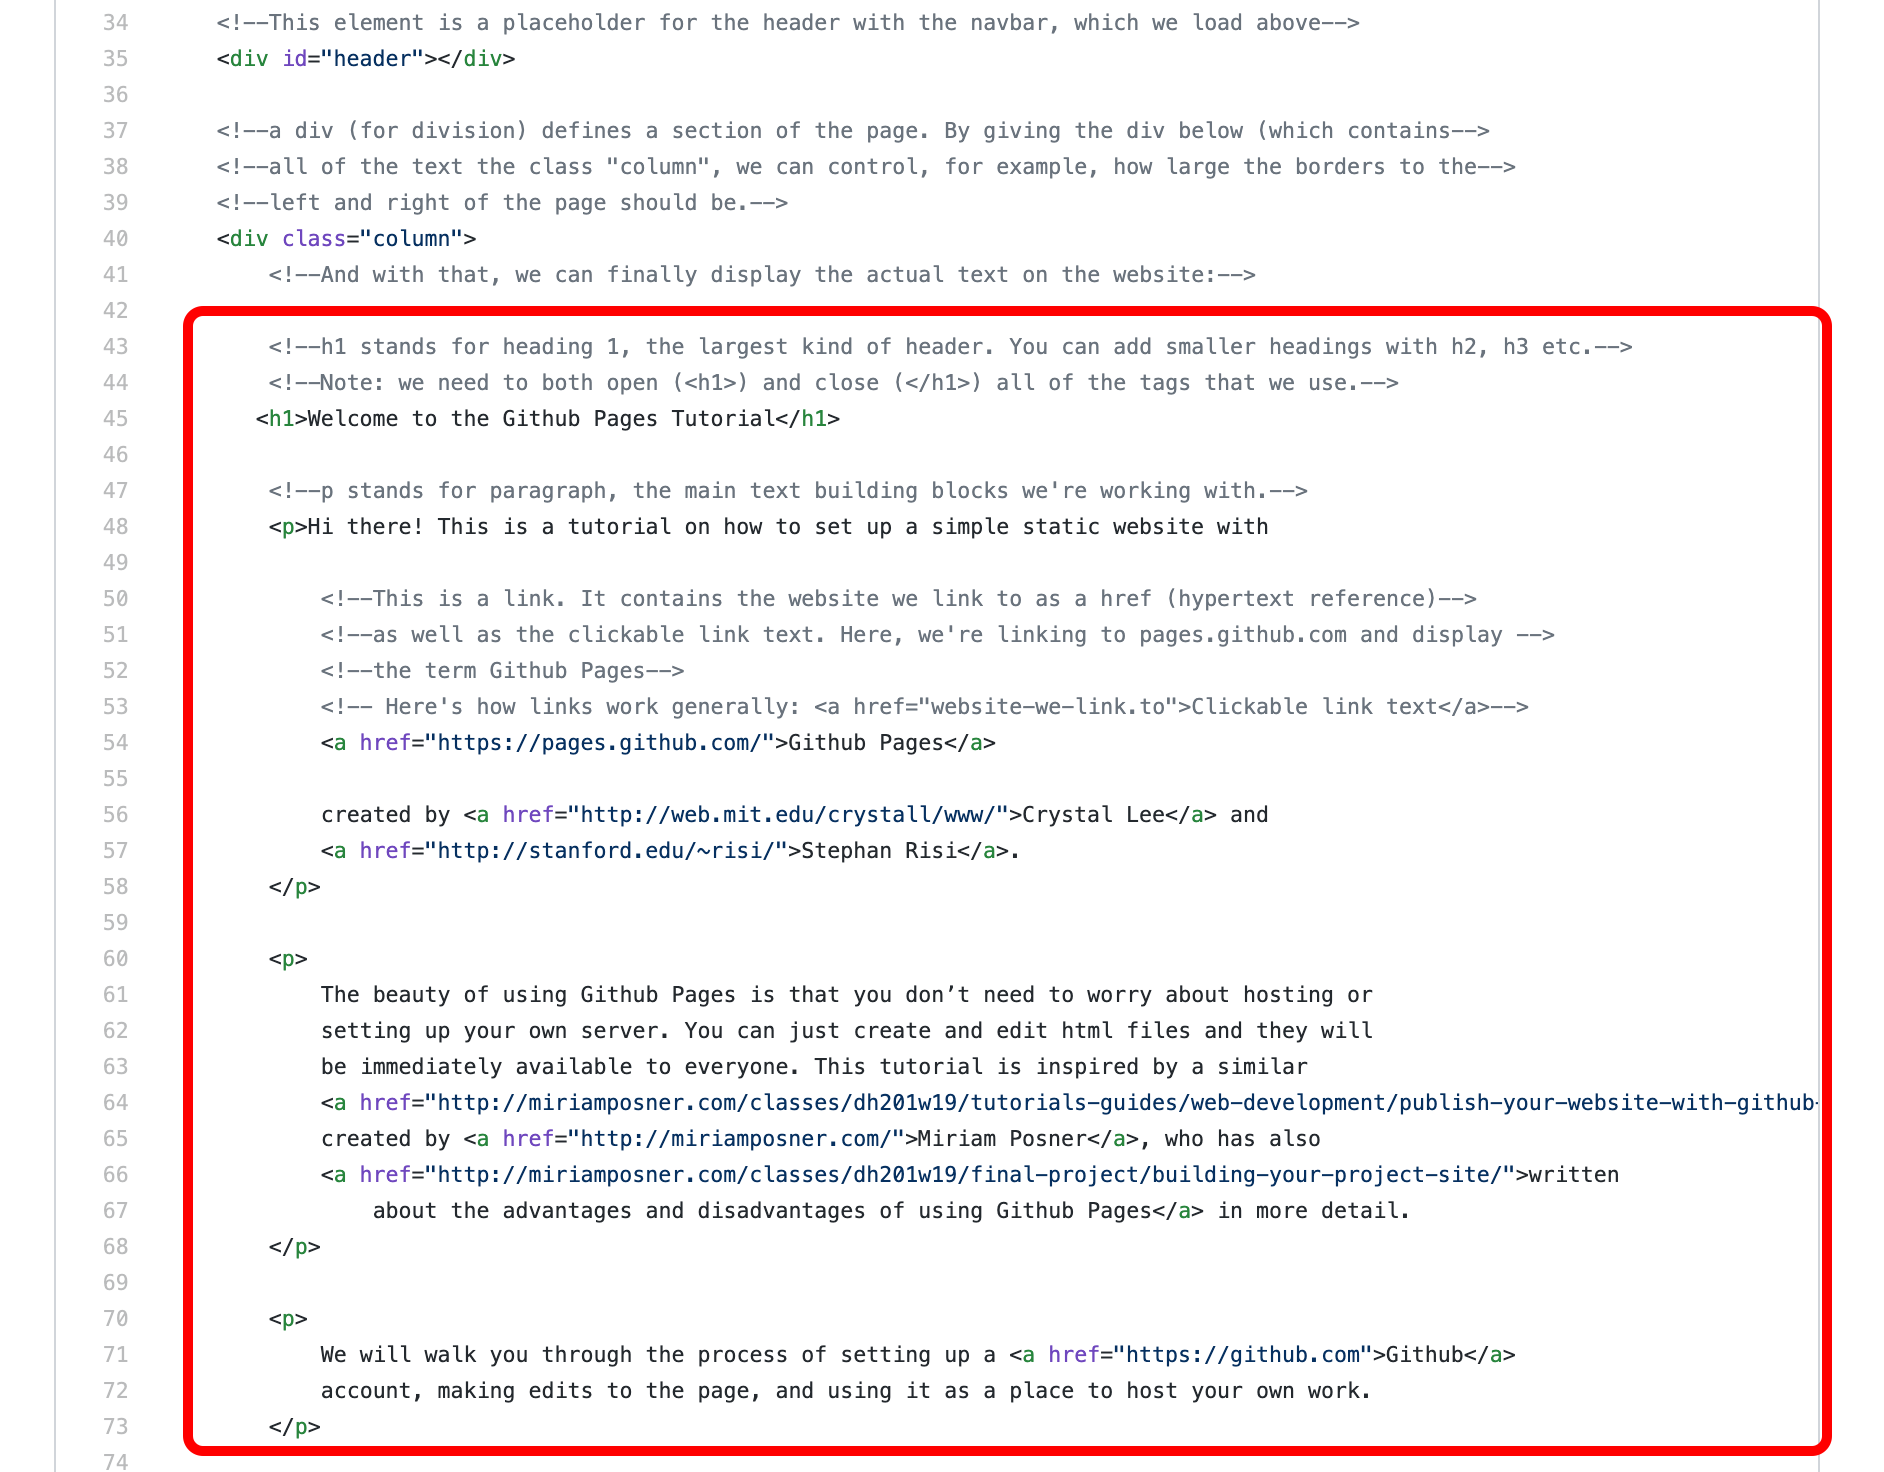 34 <!--This element is a placeholder for the header with the navbar, which we load above-->
35 <div id="header"></div>
36
37 <!--a div (for division) defines a section of the page. By giving the div below (which contains-->
38 <!--all of the text the class "column", we can control, for example, how large the borders to the-->
39 <!--left and right of the page should be.-->
40 <div class="column">
41 <!--And with that, we can finally display the actual text on the website:-->
42
43 <!--h1 stands for heading 1, the largest kind of header. You can add smaller headings with h2, h3 etc.-->
44 <!--Note: we need to both open (<h1>) and close (</h1>) all of the tags that we use.-->
45 <h1>Welcome to the Github Pages Tutorial</h1>
46
47 <!--p stands for paragraph, the main text building blocks we're working with.-->
48 <p>Hi there! This is a tutorial on how to set up a simple static website with
49
50 <!--This is a link. It contains the website we link to as a href (hypertext reference)-->
51 <!--as well as the clickable link text. Here, we're linking to pages.github.com and display -->
52 <!--the term Github Pages-->
53 <!-- Here's how links work generally: <a href="website-we-link.to">Clickable link text</a>-->
54 <a href="https://pages.github.com/">Github Pages</a>
55
56 created by <a href="http://web.mit.edu/crystall/www/">Crystal Lee</a> and
57 <a href="http://stanford.edu/~risi/">Stephan Risi</a>.
58 </p>
59
60 <p>
61 The beauty of using Github Pages is that you don’t need to worry about hosting or
62 setting up your own server. You can just create and edit html files and they will
63 be immediately available to everyone. This tutorial is inspired by a similar
64 <a href="http://miriamposner.com/classes/dh201w19/tutorials-guides/web-development/publish-your-website-with-github-
65 created by <a href="http://miriamposner.com/">Miriam Posner</a>, who has also
66 <a href="http://miriamposner.com/classes/dh201w19/final-project/building-your-project-site/">written
67 about the advantages and disadvantages of using Github Pages</a> in more detail.
68 </p>
69
70 <p>
71 We will walk you through the process of setting up a <a href="https://github.com">Github</a>
72 account, making edits to the page, and using it as a place to host your own work.
73 </p>
74